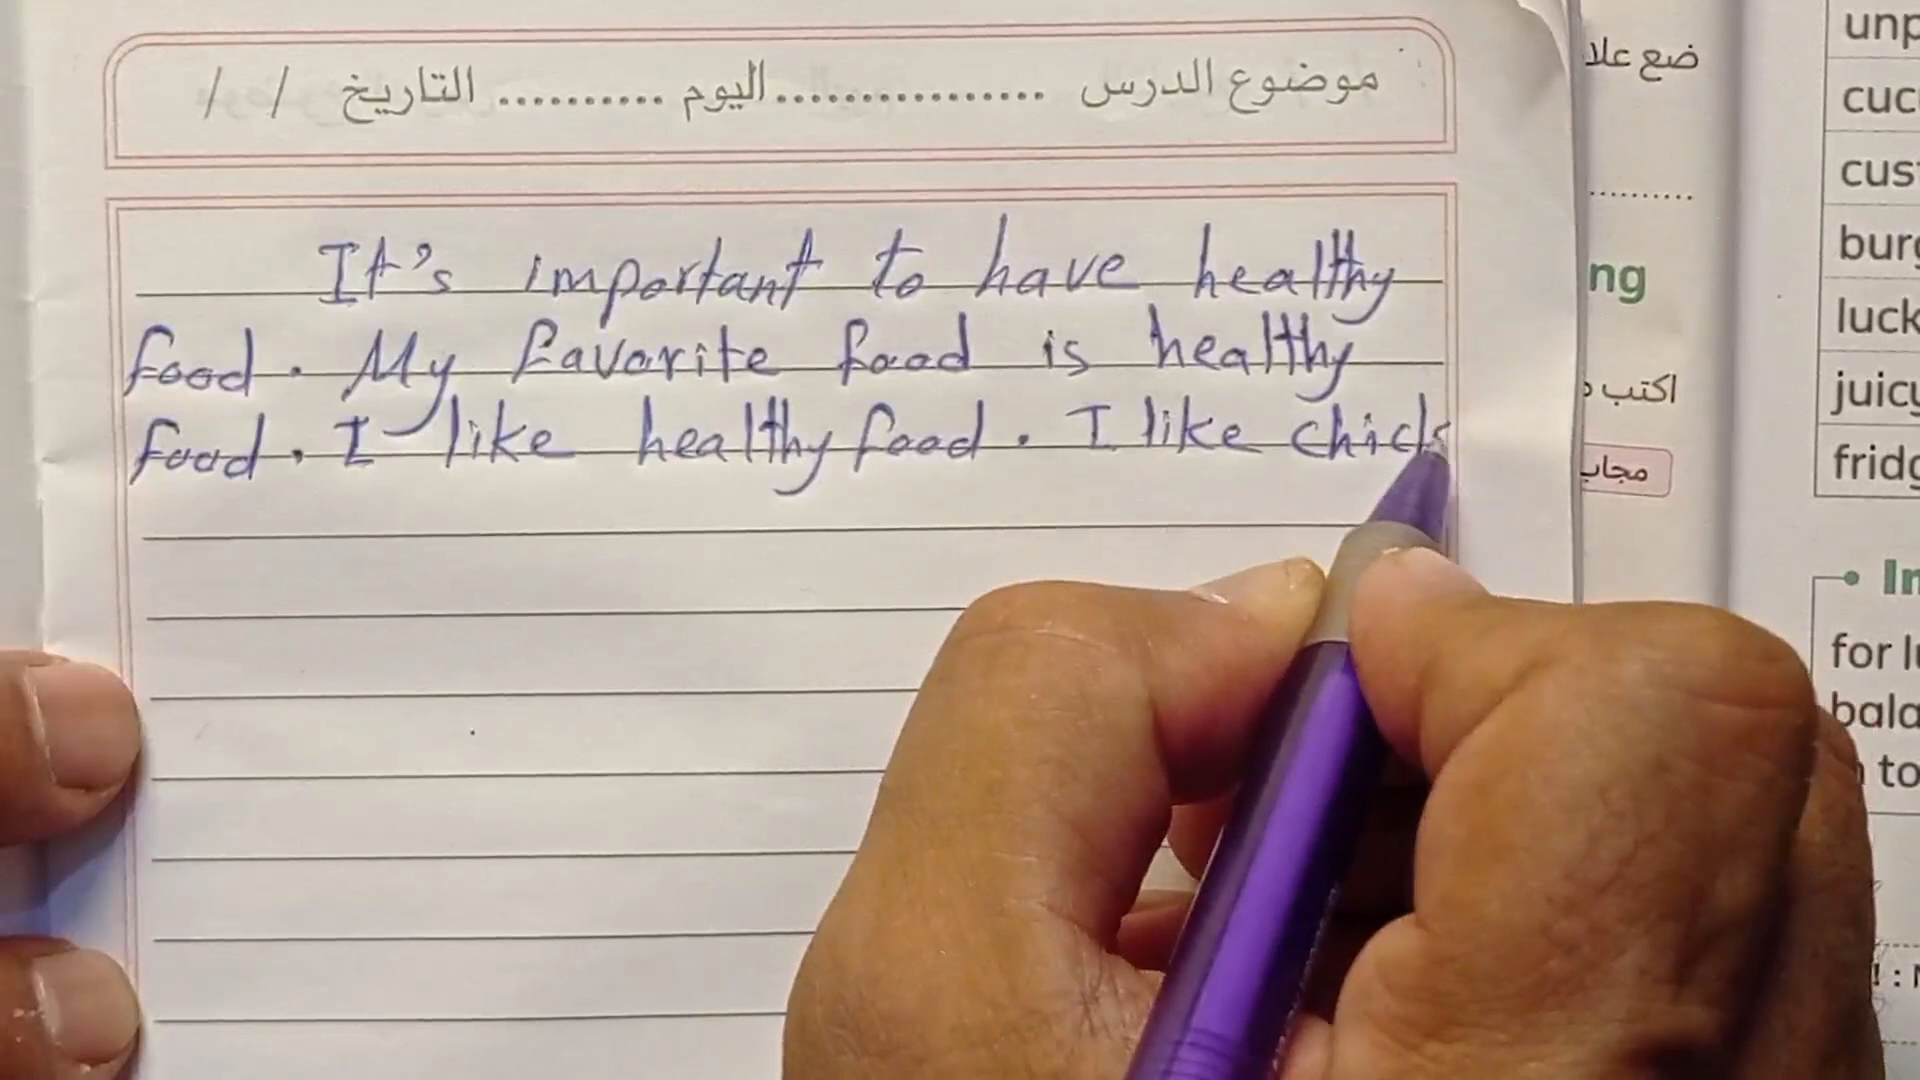 موضوع الدرس ................ اليوم .......... التاريخ / /
It's important to have healthy
food. My favorite food is healthy
food. I like healthy food. I like chick
ضع علا
ng
اكتب
مجاب
unp
cuc
cus
burg
luck
juicy
fridg
In
for l
bala
to